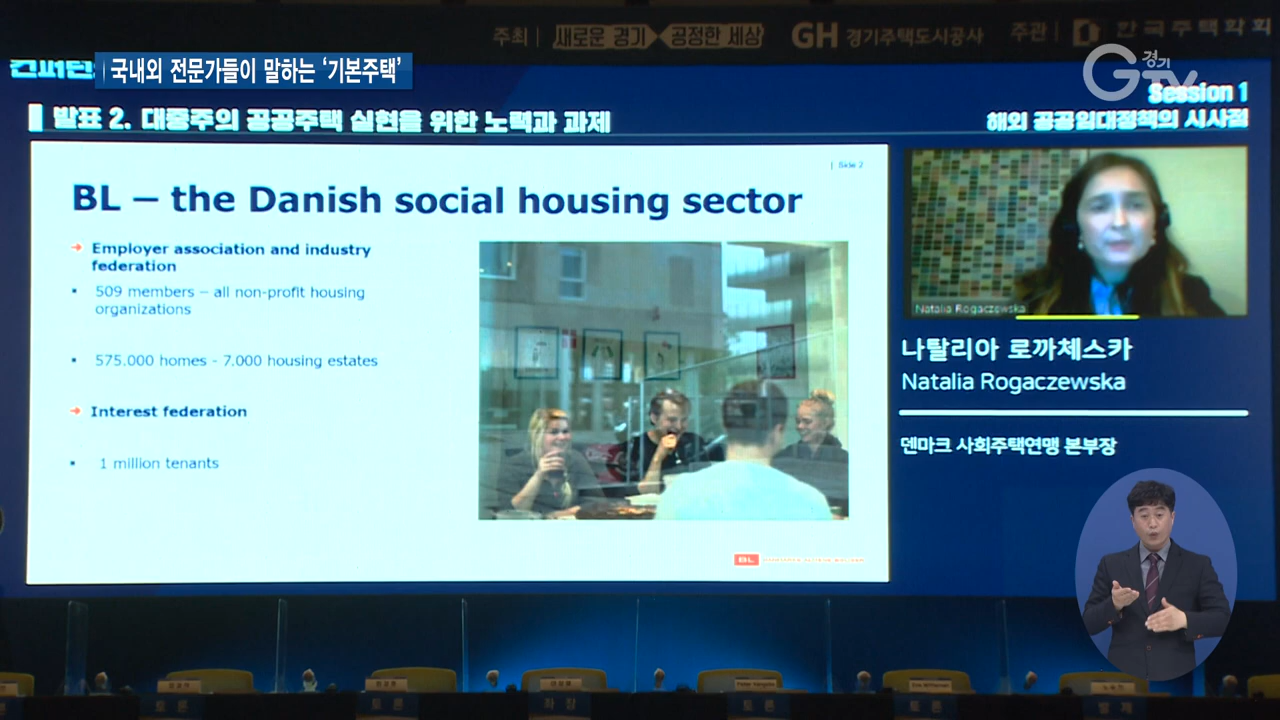 주최 | 새로운 경기 공정한 세상 GH 경기주택도시공사 주관 | 한국주택학회
국내외 전문가들이 말하는 ‘기본주택’
경기 GTV
Session 1
발표 2. 대중주의 공공주택 실현을 위한 노력과 과제
해외 공공임대정책의 시사점
| Side 2
BL – the Danish social housing sector
Employer association and industry
federation
509 members – all non-profit housing
organizations
575.000 homes - 7.000 housing estates
Interest federation
1 million tenants
BL
Natalia Rogaczewska
나탈리아 로까체스카
Natalia Rogaczewska
덴마크 사회주택연맹 본부장
토론
토론
좌장
토론
토론
발제